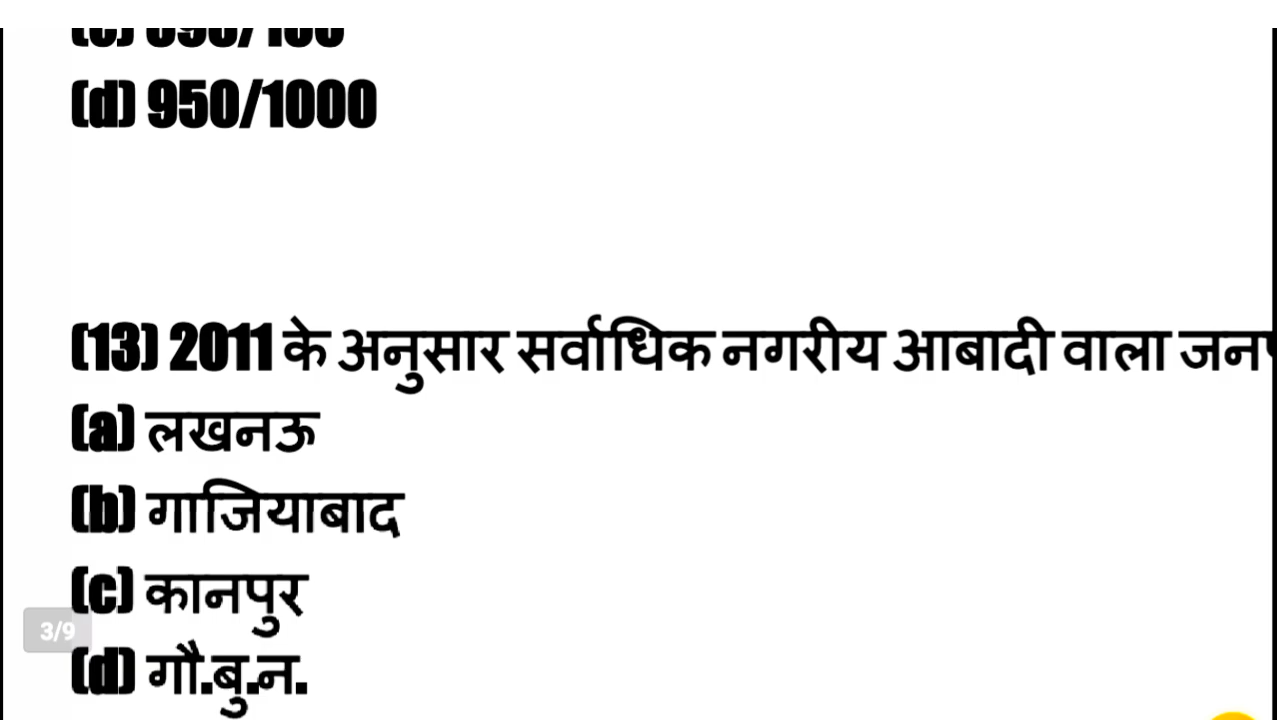 (d) 950/1000
(13) 2011 के अनुसार सर्वाधिक नगरीय आबादी वाला
(a) लखनऊ
(b) गाजियाबाद
(c) कानपुर
3/9
(d) गौ.बु.न.